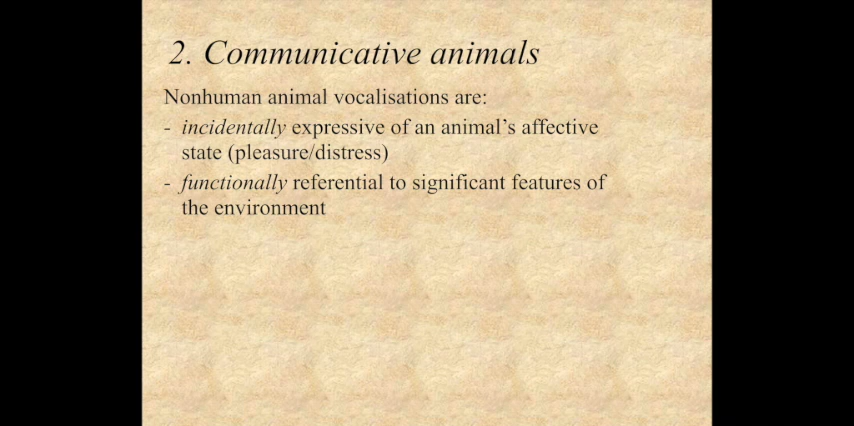 2. Communicative animals
Nonhuman animal vocalisations are:
- incidentally expressive of an animal's affective
state (pleasure/distress)
- functionally referential to significant features of
the environment